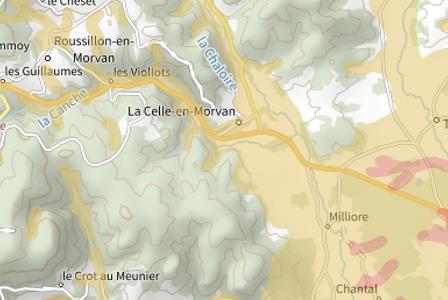 le Cheset
mmoy
Roussillon-en-
Morvan
la Chaloire
les Guillaumes
les Viollots
la Canche
La Celle-en-Morvan
Milliore
le Crot au Meunier
Chantal